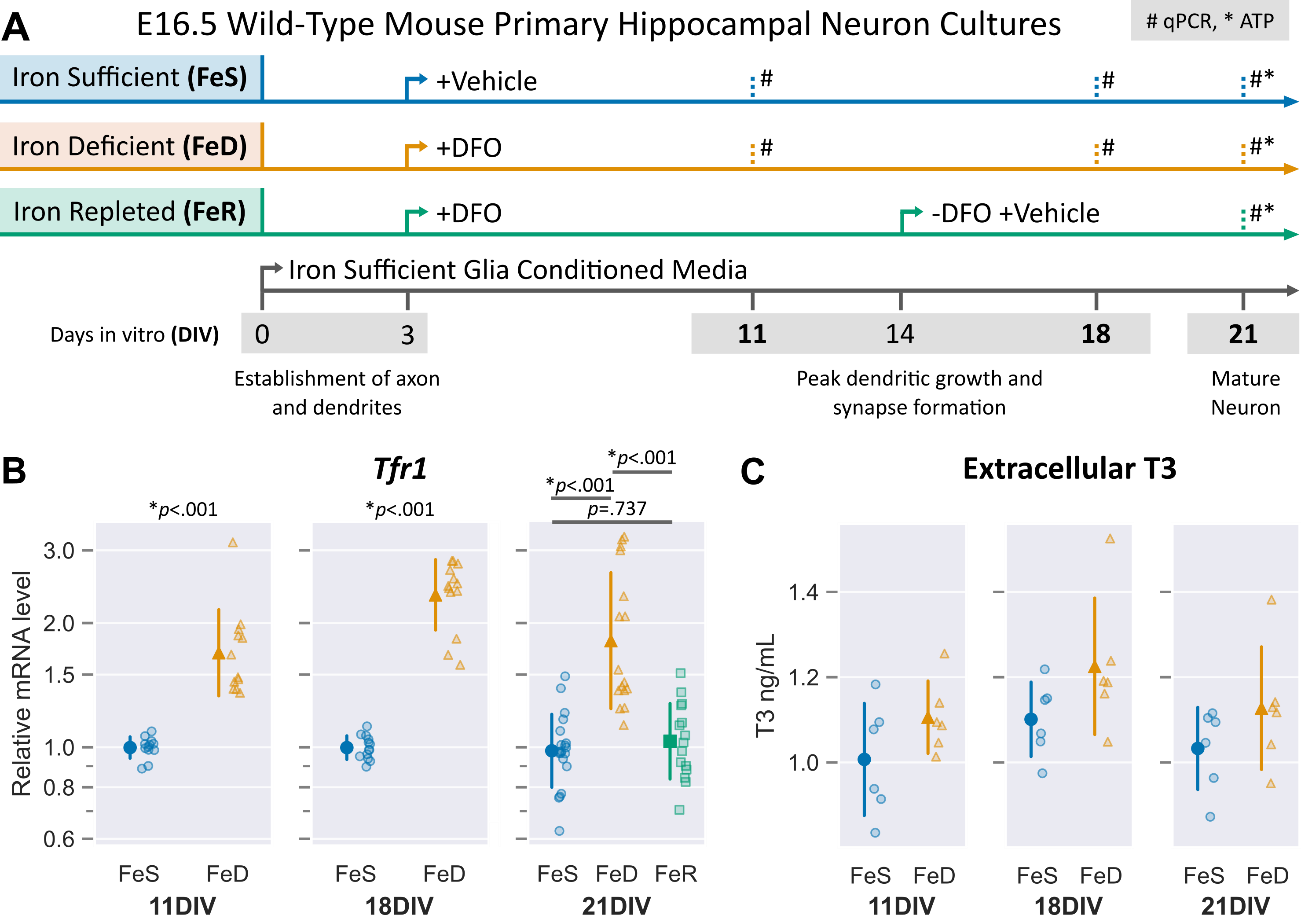 A
E16.5 Wild-Type Mouse Primary Hippocampal Neuron Cultures
# qPCR, * ATP
Iron Sufficient (FeS)
+Vehicle
#
#
#*
Iron Deficient (FeD)
+DFO
#
#
#*
Iron Repleted (FeR)
+DFO
-DFO +Vehicle
#*
Iron Sufficient Glia Conditioned Media
Days in vitro (DIV)
0
3
11
14
18
21
Establishment of axon
and dendrites
Peak dendritic growth and
synapse formation
Mature
Neuron
B
Tfr1
*p<.001
*p<.001
*p<.001
*p<.001
p=.737
Relative mRNA level
3.0
2.0
1.5
1.0
0.8
0.6
FeS
FeD
11DIV
FeS
FeD
18DIV
FeS
FeD
FeR
21DIV
C
Extracellular T3
T3 ng/mL
1.4
1.2
1.0
FeS
FeD
11DIV
FeS
FeD
18DIV
FeS
FeD
21DIV